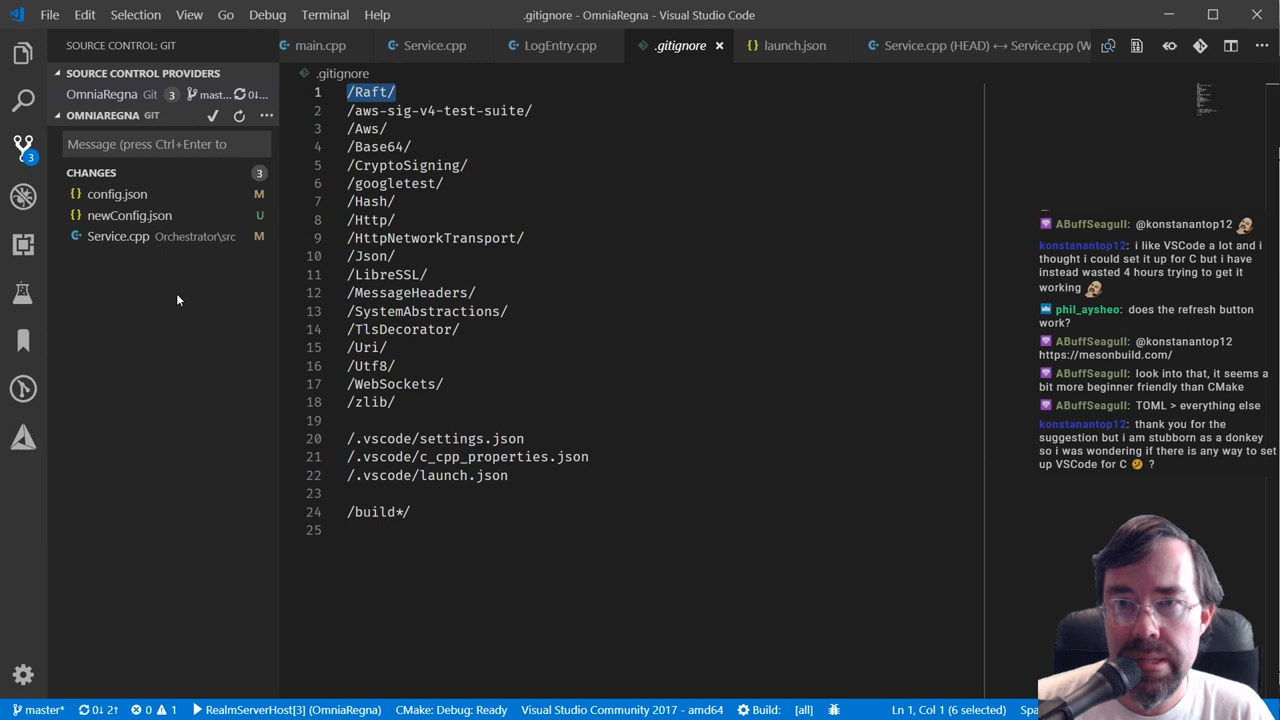 File Edit Selection View Go Debug Terminal Help
.gitignore - OmniaRegna - Visual Studio Code
SOURCE CONTROL: GIT
main.cpp
Service.cpp
LogEntry.cpp
.gitignore
launch.json
Service.cpp (HEAD) ↔ Service.cpp (W
SOURCE CONTROL PROVIDERS
OmniaRegna Git 3 mast... 0↓...
OMNIAREGNA GIT
Message (press Ctrl+Enter to
CHANGES 3
config.json M
newConfig.json U
Service.cpp Orchestrator\src M
3
.gitignore
1 /Raft/
2 /aws-sig-v4-test-suite/
3 /Aws/
4 /Base64/
5 /CryptoSigning/
6 /googletest/
7 /Hash/
8 /Http/
9 /HttpNetworkTransport/
10 /Json/
11 /LibreSSL/
12 /MessageHeaders/
13 /SystemAbstractions/
14 /TlsDecorator/
15 /Uri/
16 /Utf8/
17 /WebSockets/
18 /zlib/
19
20 /.vscode/settings.json
21 /.vscode/c_cpp_properties.json
22 /.vscode/launch.json
23
24 /build*/
25
ABuffSeagull: @konstanantop12
konstanantop12: i like VSCode a lot and i
thought i could set it up for C but i have
instead wasted 4 hours trying to get it
working
phil_aysheo: does the refresh button
work?
ABuffSeagull: @konstanantop12
https://mesonbuild.com/
ABuffSeagull: look into that, it seems a
bit more beginner friendly than CMake
ABuffSeagull: TOML > everything else
konstanantop12: thank you for the
suggestion but i am stubborn as a donkey
so i was wondering if there is any way to set
up VSCode for C 🤔 ?
master* 0↓ 2↑ 0 1 RealmServerHost[3] (OmniaRegna) CMake: Debug: Ready Visual Studio Community 2017 - amd64 Build: [all] Ln 1, Col 1 (6 selected)